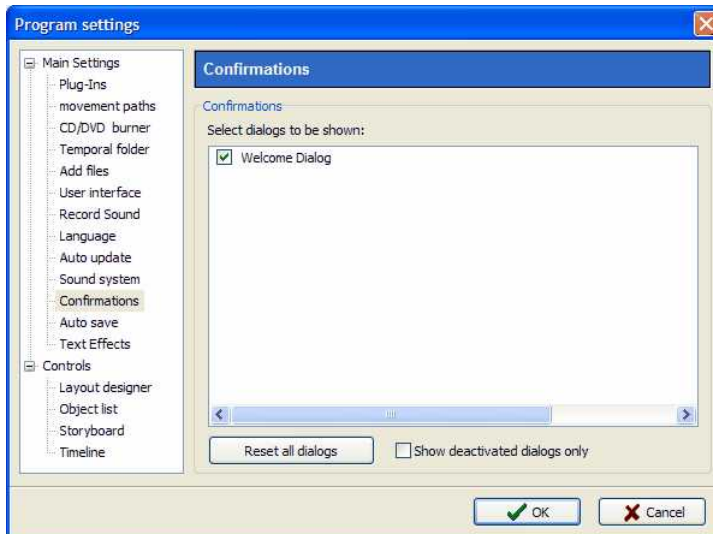 Program settings
Main Settings
Plug-Ins
movement paths
CD/DVD burner
Temporal folder
Add files
User interface
Record Sound
Language
Auto update
Sound system
Confirmations
Auto save
Text Effects
Controls
Layout designer
Object list
Storyboard
Timeline
Confirmations
Confirmations
Select dialogs to be shown:
Welcome Dialog
Reset all dialogs
Show deactivated dialogs only
OK
Cancel